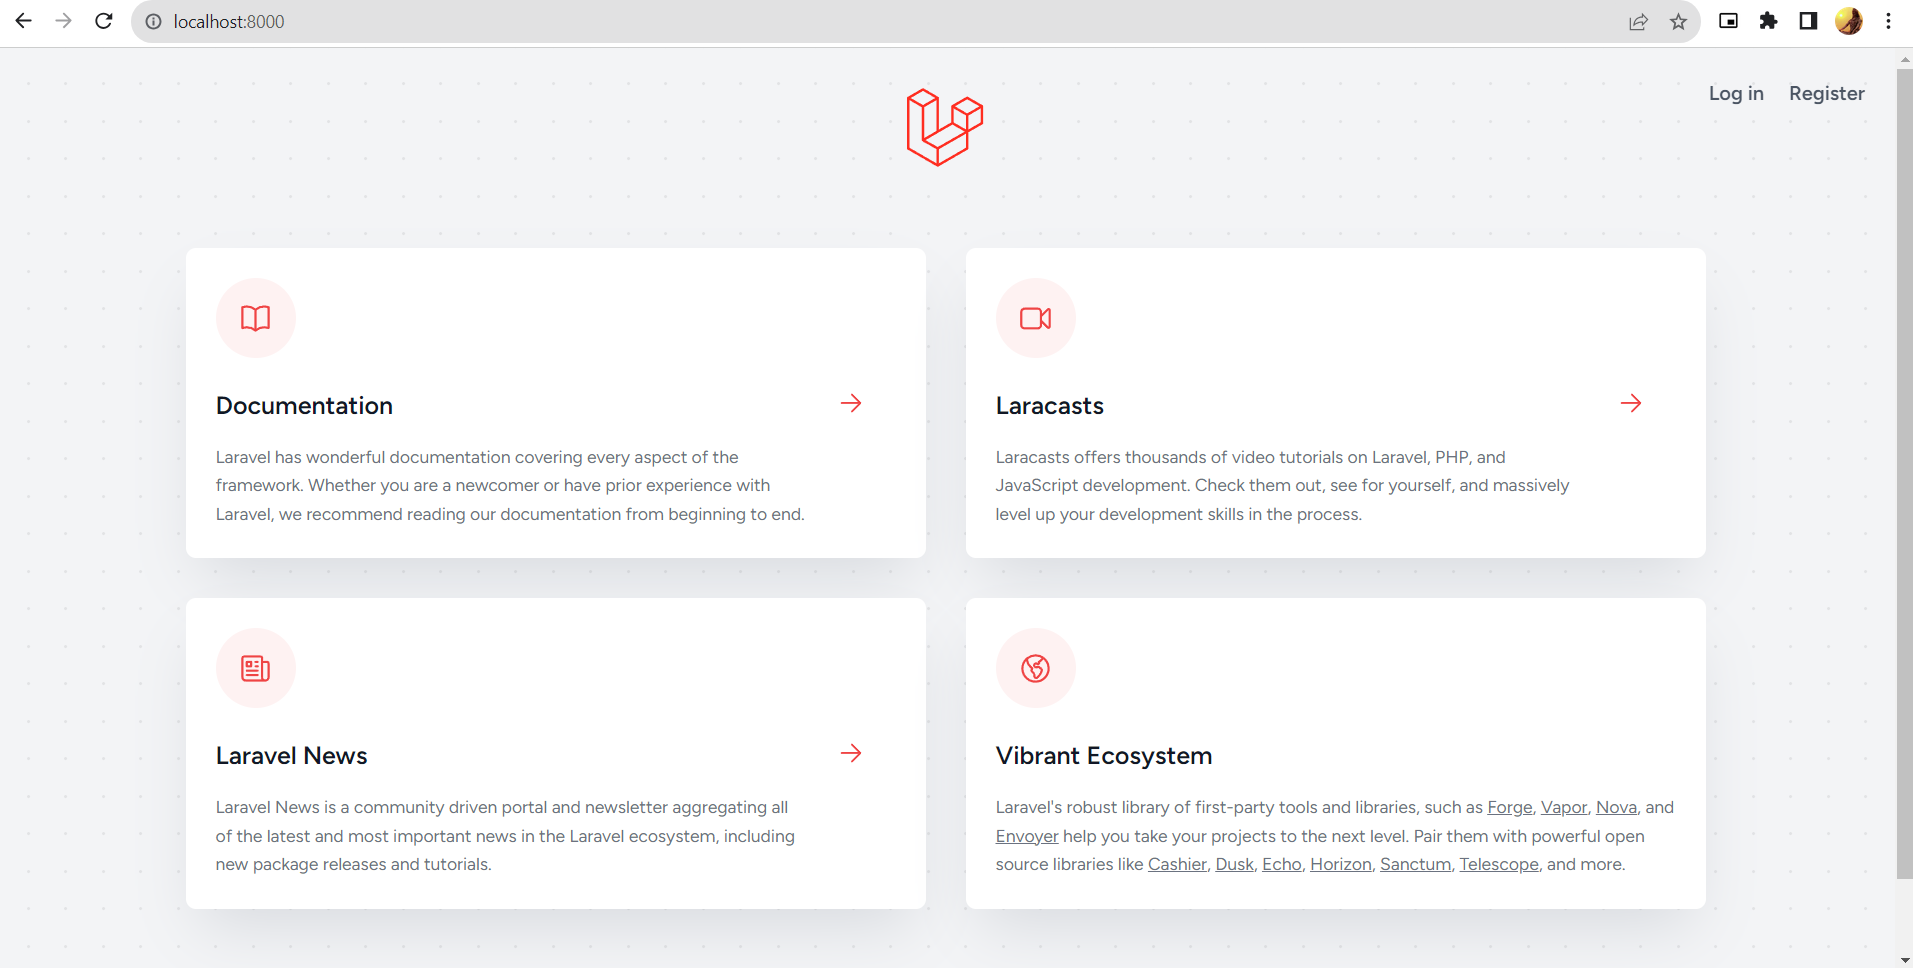 localhost:8000
Log in Register
Documentation
Laravel has wonderful documentation covering every aspect of the
framework. Whether you are a newcomer or have prior experience with
Laravel, we recommend reading our documentation from beginning to end.
Laracasts
Laracasts offers thousands of video tutorials on Laravel, PHP, and
JavaScript development. Check them out, see for yourself, and massively
level up your development skills in the process.
Laravel News
Laravel News is a community driven portal and newsletter aggregating all
of the latest and most important news in the Laravel ecosystem, including
new package releases and tutorials.
Vibrant Ecosystem
Laravel's robust library of first-party tools and libraries, such as Forge, Vapor, Nova, and
Envoyer help you take your projects to the next level. Pair them with powerful open
source libraries like Cashier, Dusk, Echo, Horizon, Sanctum, Telescope, and more.